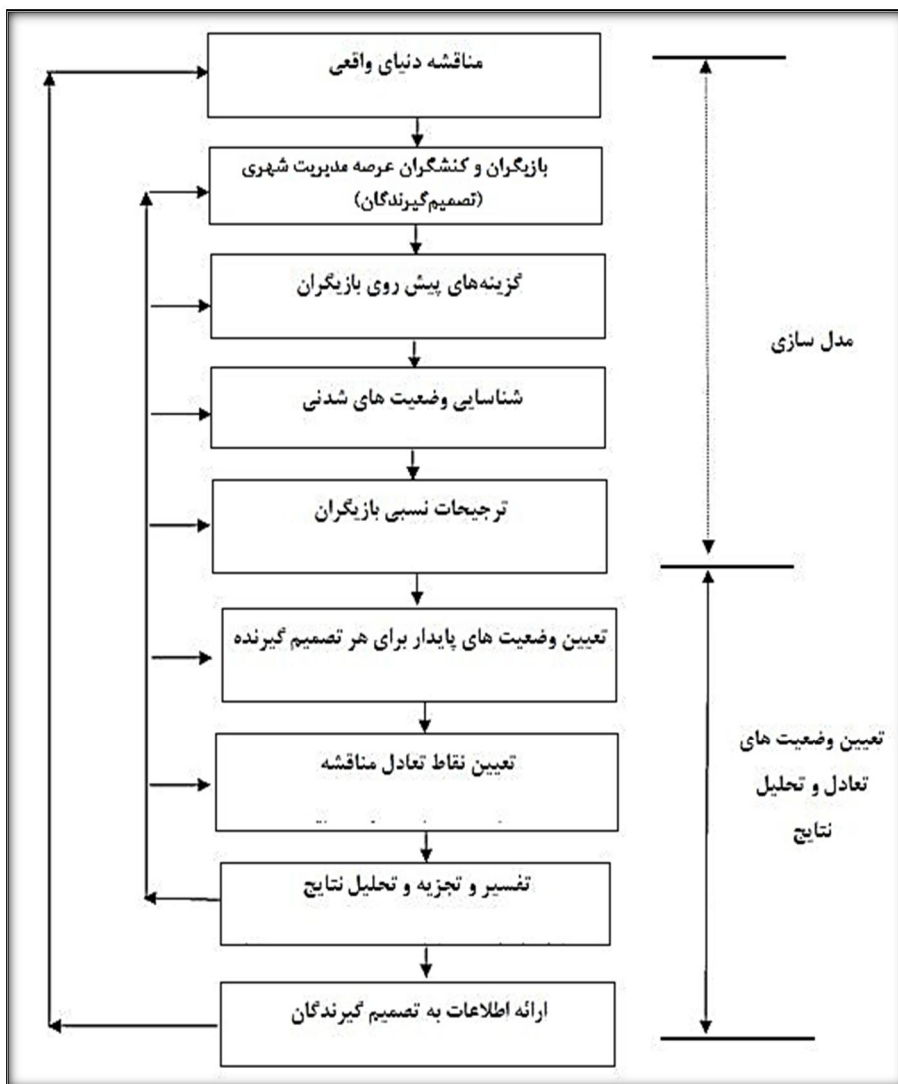 مناقشه دنیای واقعی
بازیگران و کنشگران عرصه مدیریت شهری
(تصمیم‌گیرندگان)
گزینه‌های پیش روی بازیگران
شناسایی وضعیت های شدنی
ترجیحات نسبی بازیگران
تعیین وضعیت های پایدار برای هر تصمیم گیرنده
تعیین نقاط تعادل مناقشه
تفسیر و تجزیه و تحلیل نتایج
ارائه اطلاعات به تصمیم گیرندگان
مدل سازی
تعیین وضعیت های
تعادل و تحلیل
نتایج